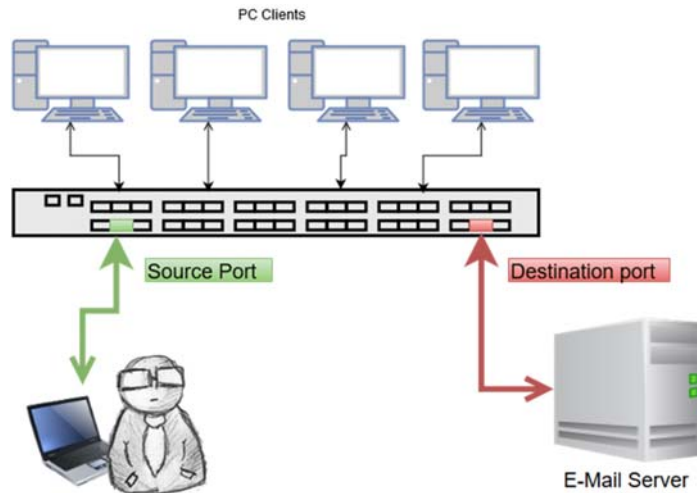 PC Clients
Source Port
Destination port
E-Mail Server